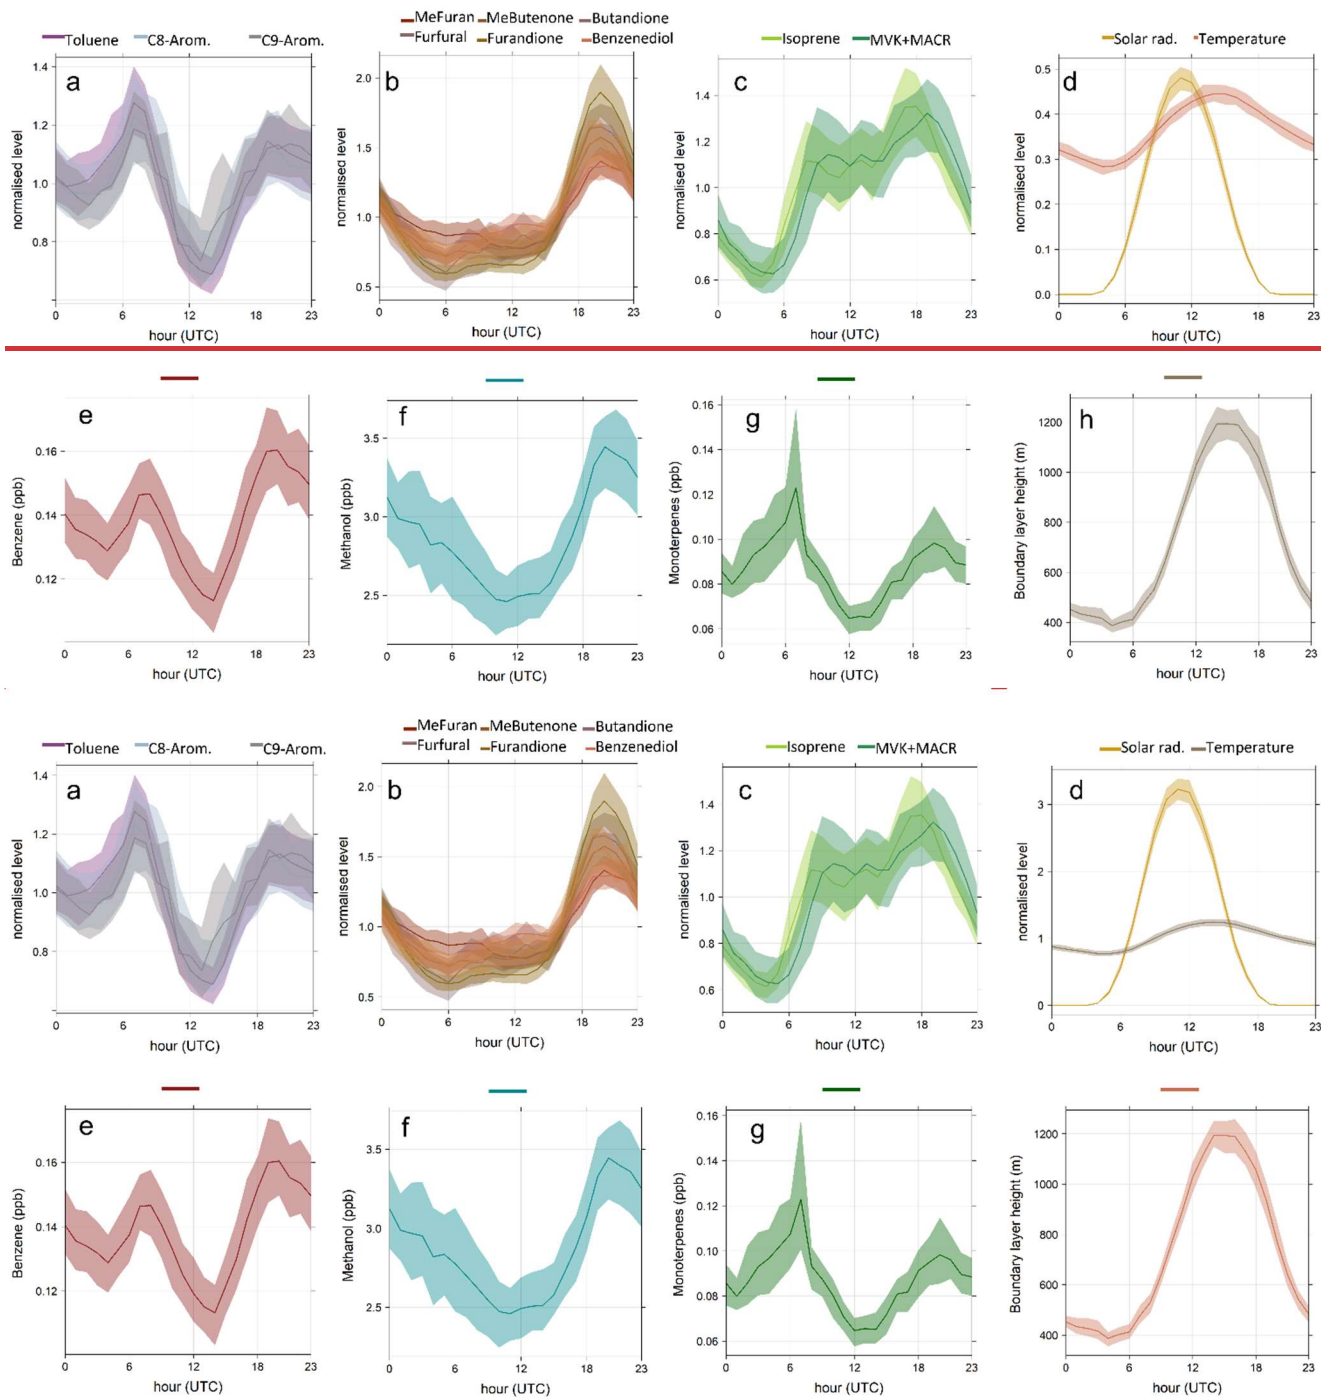 MeFuran MeButenone Butandione
Toluene C8-Arom. C9-Arom. Furfural Furandione Benzenediol Isoprene MVK+MACR Solar rad. Temperature
a b c d
1.4 1.2 1.0 0.8
normalised level
0 6 12 18 23
hour (UTC)
2.0 1.5 1.0 0.5
normalised level
0 6 12 18 23
hour (UTC)
1.4 1.2 1.0 0.8 0.6
normalised level
0 6 12 18 23
hour (UTC)
0.5 0.4 0.3 0.2 0.1 0.0
normalised level
0 6 12 18 23
hour (UTC)
e f g h
0.16 0.14 0.12
Benzene (ppb)
0 6 12 18 23
hour (UTC)
3.5 3.0 2.5
Methanol (ppb)
0 6 12 18 23
hour (UTC)
0.16 0.14 0.12 0.10 0.08 0.06
Monoterpenes (ppb)
0 6 12 18 23
hour (UTC)
1200 1000 800 600 400
Boundary layer height (m)
0 6 12 18 23
hour (UTC)
MeFuran MeButenone Butandione
Toluene C8-Arom. C9-Arom. Furfural Furandione Benzenediol Isoprene MVK+MACR Solar rad. Temperature
a b c d
1.4 1.2 1.0 0.8
normalised level
0 6 12 18 23
hour (UTC)
2.0 1.5 1.0 0.5
normalised level
0 6 12 18 23
hour (UTC)
1.4 1.2 1.0 0.8 0.6
normalised level
0 6 12 18 23
hour (UTC)
3 2 1 0
normalised level
0 6 12 18 23
hour (UTC)
e f g
0.16 0.14 0.12
Benzene (ppb)
0 6 12 18 23
hour (UTC)
3.5 3.0 2.5
Methanol (ppb)
0 6 12 18 23
hour (UTC)
0.16 0.14 0.12 0.10 0.08 0.06
Monoterpenes (ppb)
0 6 12 18 23
hour (UTC)
1200 1000 800 600 400
Boundary layer height (m)
0 6 12 18 23
hour (UTC)